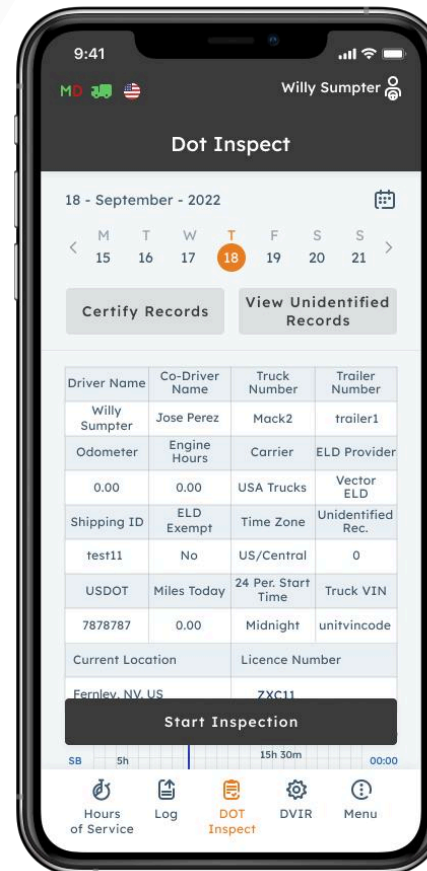 9:41
MD
Willy Sumpter
Dot Inspect
18 - September - 2022
M T W T F S S
15 16 17 18 19 20 21
Certify Records
View Unidentified
Records
Driver Name
Co-Driver
Name
Truck
Number
Trailer
Number
Willy
Sumpter
Jose Perez
Mack2
trailer1
Odometer
Engine
Hours
Carrier
ELD Provider
0.00
0.00
USA Trucks
Vector
ELD
Shipping ID
ELD
Exempt
Time Zone
Unidentified
Rec.
test11
No
US/Central
0
USDOT
Miles Today
24 Per. Start
Time
Truck VIN
7878787
0.00
Midnight
unitvincode
Current Location
Licence Number
Fernley, NV, US
ZXC11
Start Inspection
SB
5h
15h 30m
00:00
Hours
of Service
Log
DOT
Inspect
DVIR
Menu